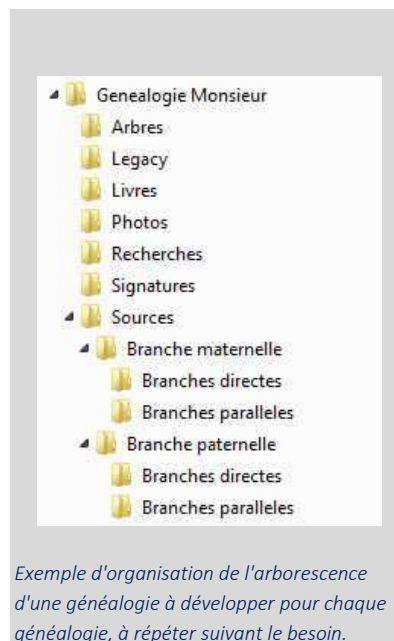 Genealogie Monsieur
Arbres
Legacy
Livres
Photos
Recherches
Signatures
Sources
Branche maternelle
Branches directes
Branches paralleles
Branche paternelle
Branches directes
Branches paralleles
Exemple d'organisation de l'arborescence
d'une généalogie à développer pour chaque
généalogie, à répéter suivant le besoin.